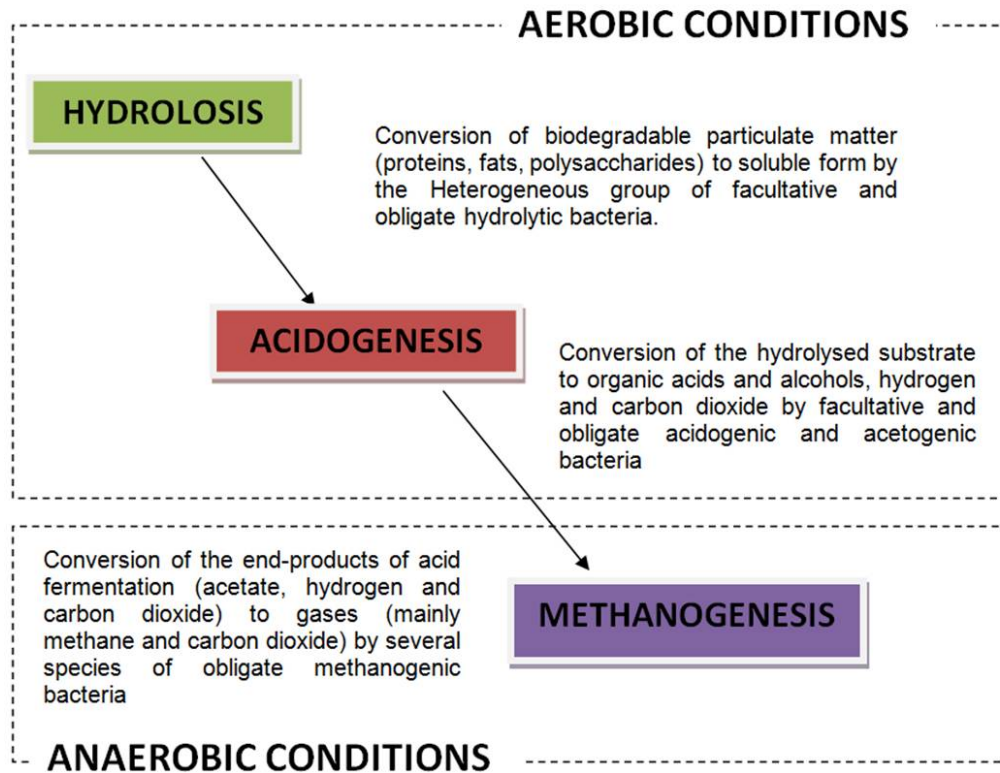 AEROBIC CONDITIONS
HYDROLOSIS
Conversion of biodegradable particulate matter
(proteins, fats, polysaccharides) to soluble form by
the Heterogeneous group of facultative and
obligate hydrolytic bacteria.
ACIDOGENESIS
Conversion of the hydrolysed substrate
to organic acids and alcohols, hydrogen
and carbon dioxide by facultative and
obligate acidogenic and acetogenic
bacteria
Conversion of the end-products of acid
fermentation (acetate, hydrogen and
carbon dioxide) to gases (mainly
methane and carbon dioxide) by several
species of obligate methanogenic
bacteria
METHANOGENESIS
ANAEROBIC CONDITIONS